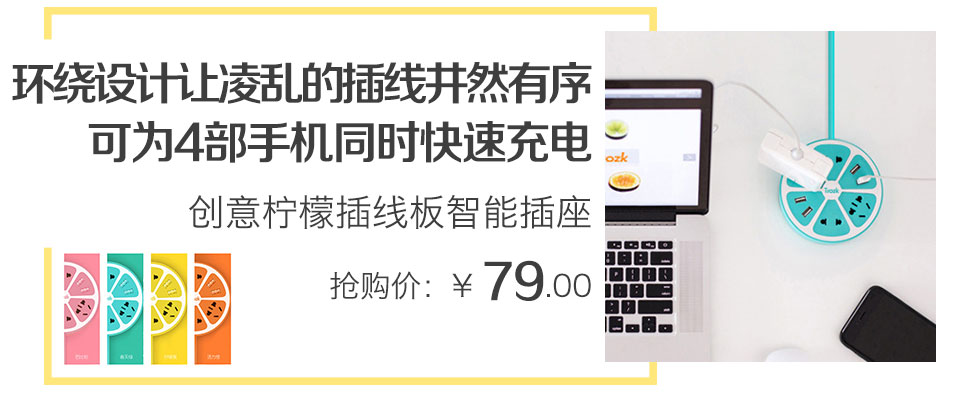 环绕设计让凌乱的插线井然有序
可为4部手机同时快速充电
创意柠檬插线板智能插座
抢购价：￥79.00
ozk
Trozk